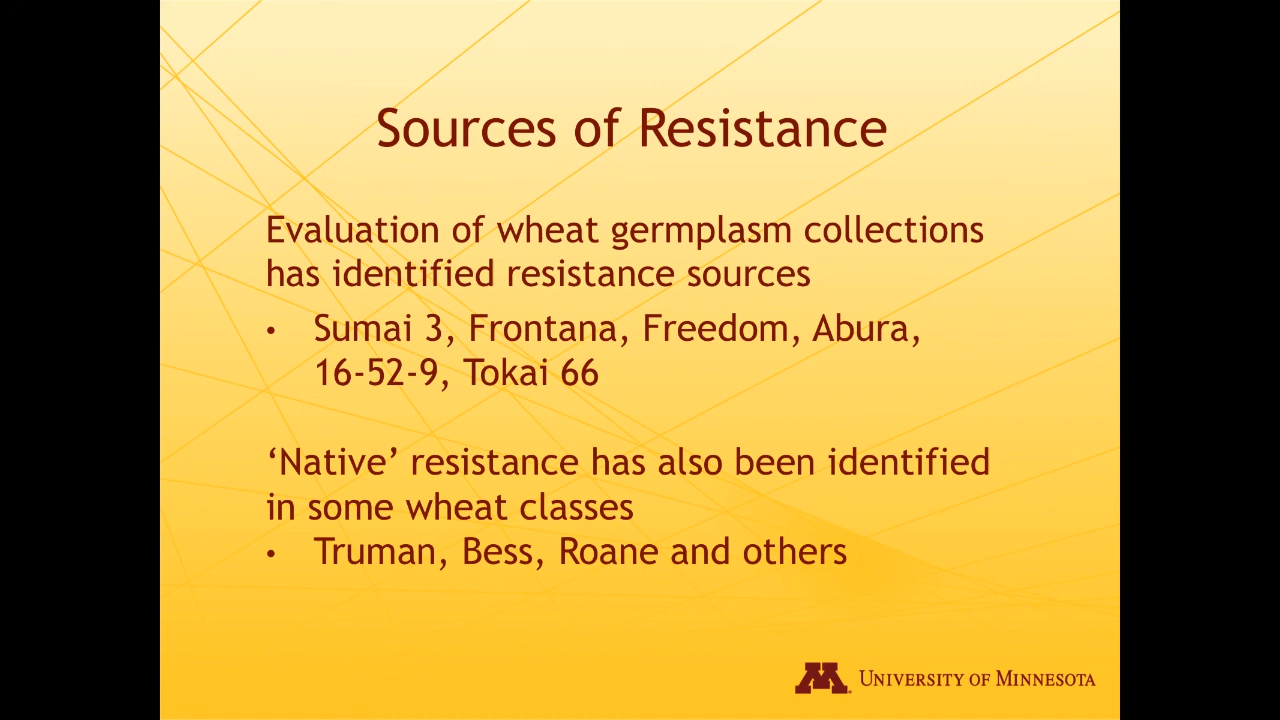 Sources of Resistance
Evaluation of wheat germplasm collections
has identified resistance sources
• Sumai 3, Frontana, Freedom, Abura,
16-52-9, Tokai 66
‘Native’ resistance has also been identified
in some wheat classes
• Truman, Bess, Roane and others
M University of Minnesota